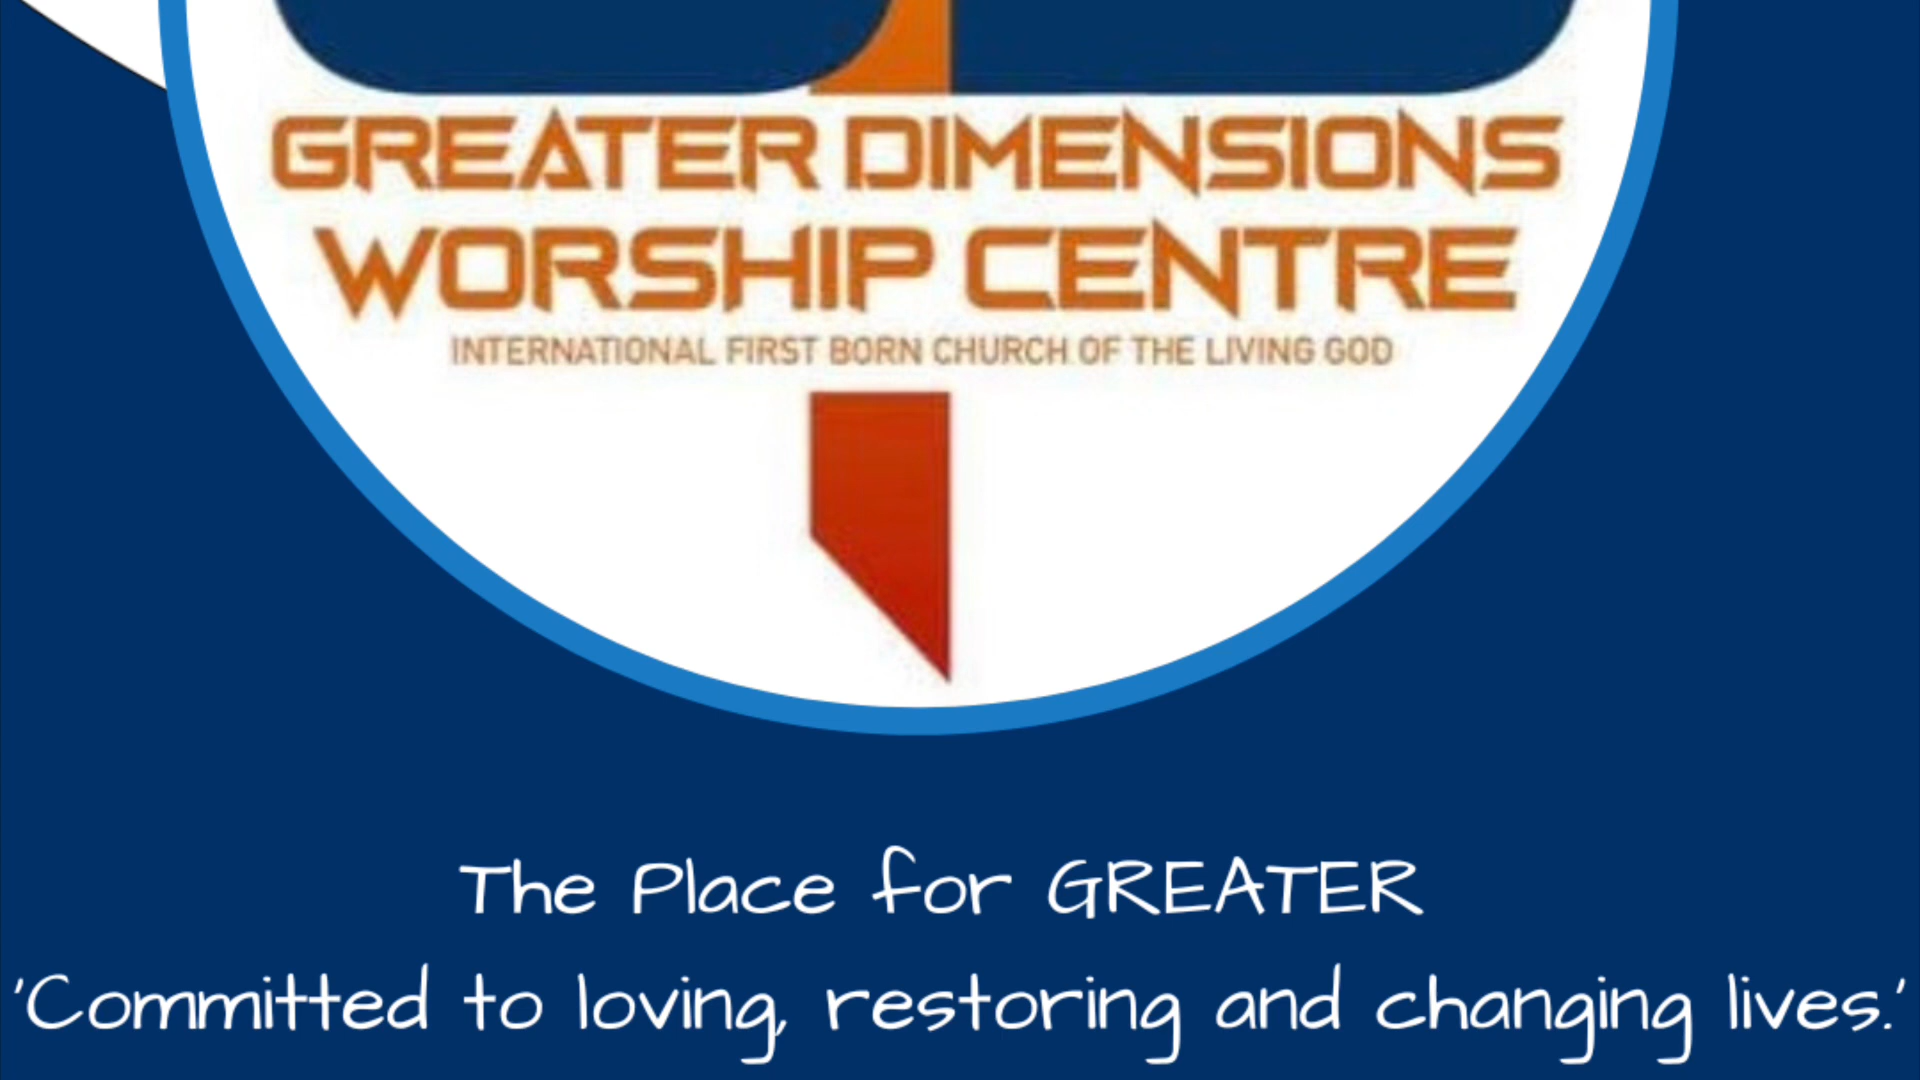 GREATER DIMENSIONS
WORSHIP CENTRE
INTERNATIONAL FIRST BORN CHURCH OF THE LIVING GOD
The Place for GREATER
'Committed to loving, restoring and changing lives.'